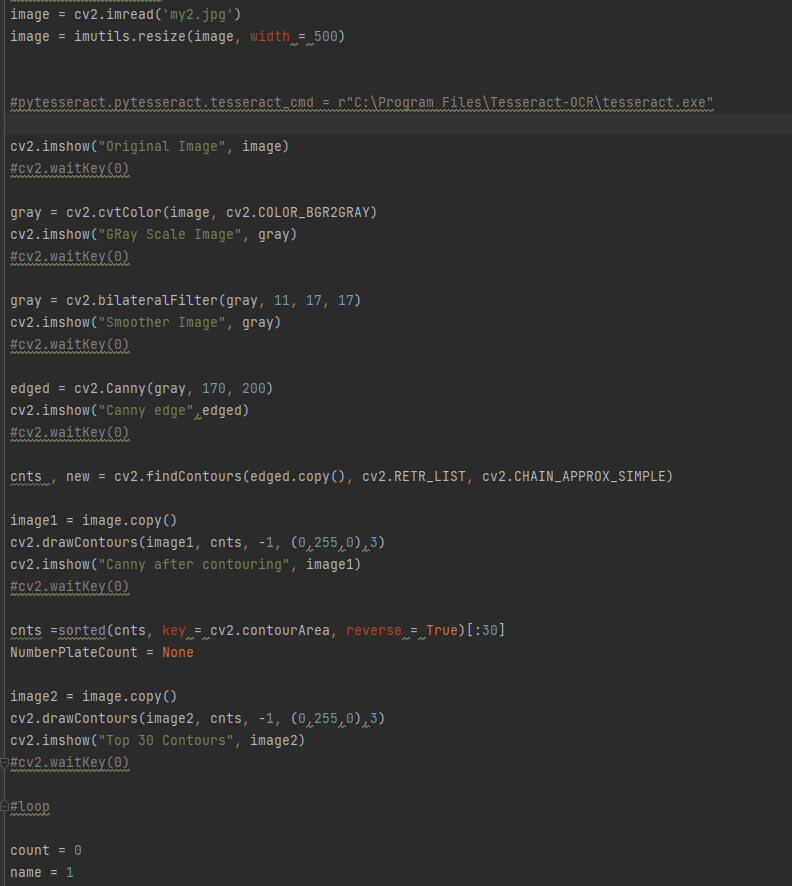 image = cv2.imread('my2.jpg')
image = imutils.resize(image, width = 500)
#pytesseract.pytesseract.tesseract_cmd = r"C:\Program Files\Tesseract-OCR\tesseract.exe"
cv2.imshow("Original Image", image)
#cv2.waitKey(0)
gray = cv2.cvtColor(image, cv2.COLOR_BGR2GRAY)
cv2.imshow("GRay Scale Image", gray)
#cv2.waitKey(0)
gray = cv2.bilateralFilter(gray, 11, 17, 17)
cv2.imshow("Smoother Image", gray)
#cv2.waitKey(0)
edged = cv2.Canny(gray, 170, 200)
cv2.imshow("Canny edge",edged)
#cv2.waitKey(0)
cnts , new = cv2.findContours(edged.copy(), cv2.RETR_LIST, cv2.CHAIN_APPROX_SIMPLE)
image1 = image.copy()
cv2.drawContours(image1, cnts, -1, (0,255,0),3)
cv2.imshow("Canny after contouring", image1)
#cv2.waitKey(0)
cnts =sorted(cnts, key = cv2.contourArea, reverse = True)[:30]
NumberPlateCount = None
image2 = image.copy()
cv2.drawContours(image2, cnts, -1, (0,255,0),3)
cv2.imshow("Top 30 Contours", image2)
#cv2.waitKey(0)
#loop
count = 0
name = 1